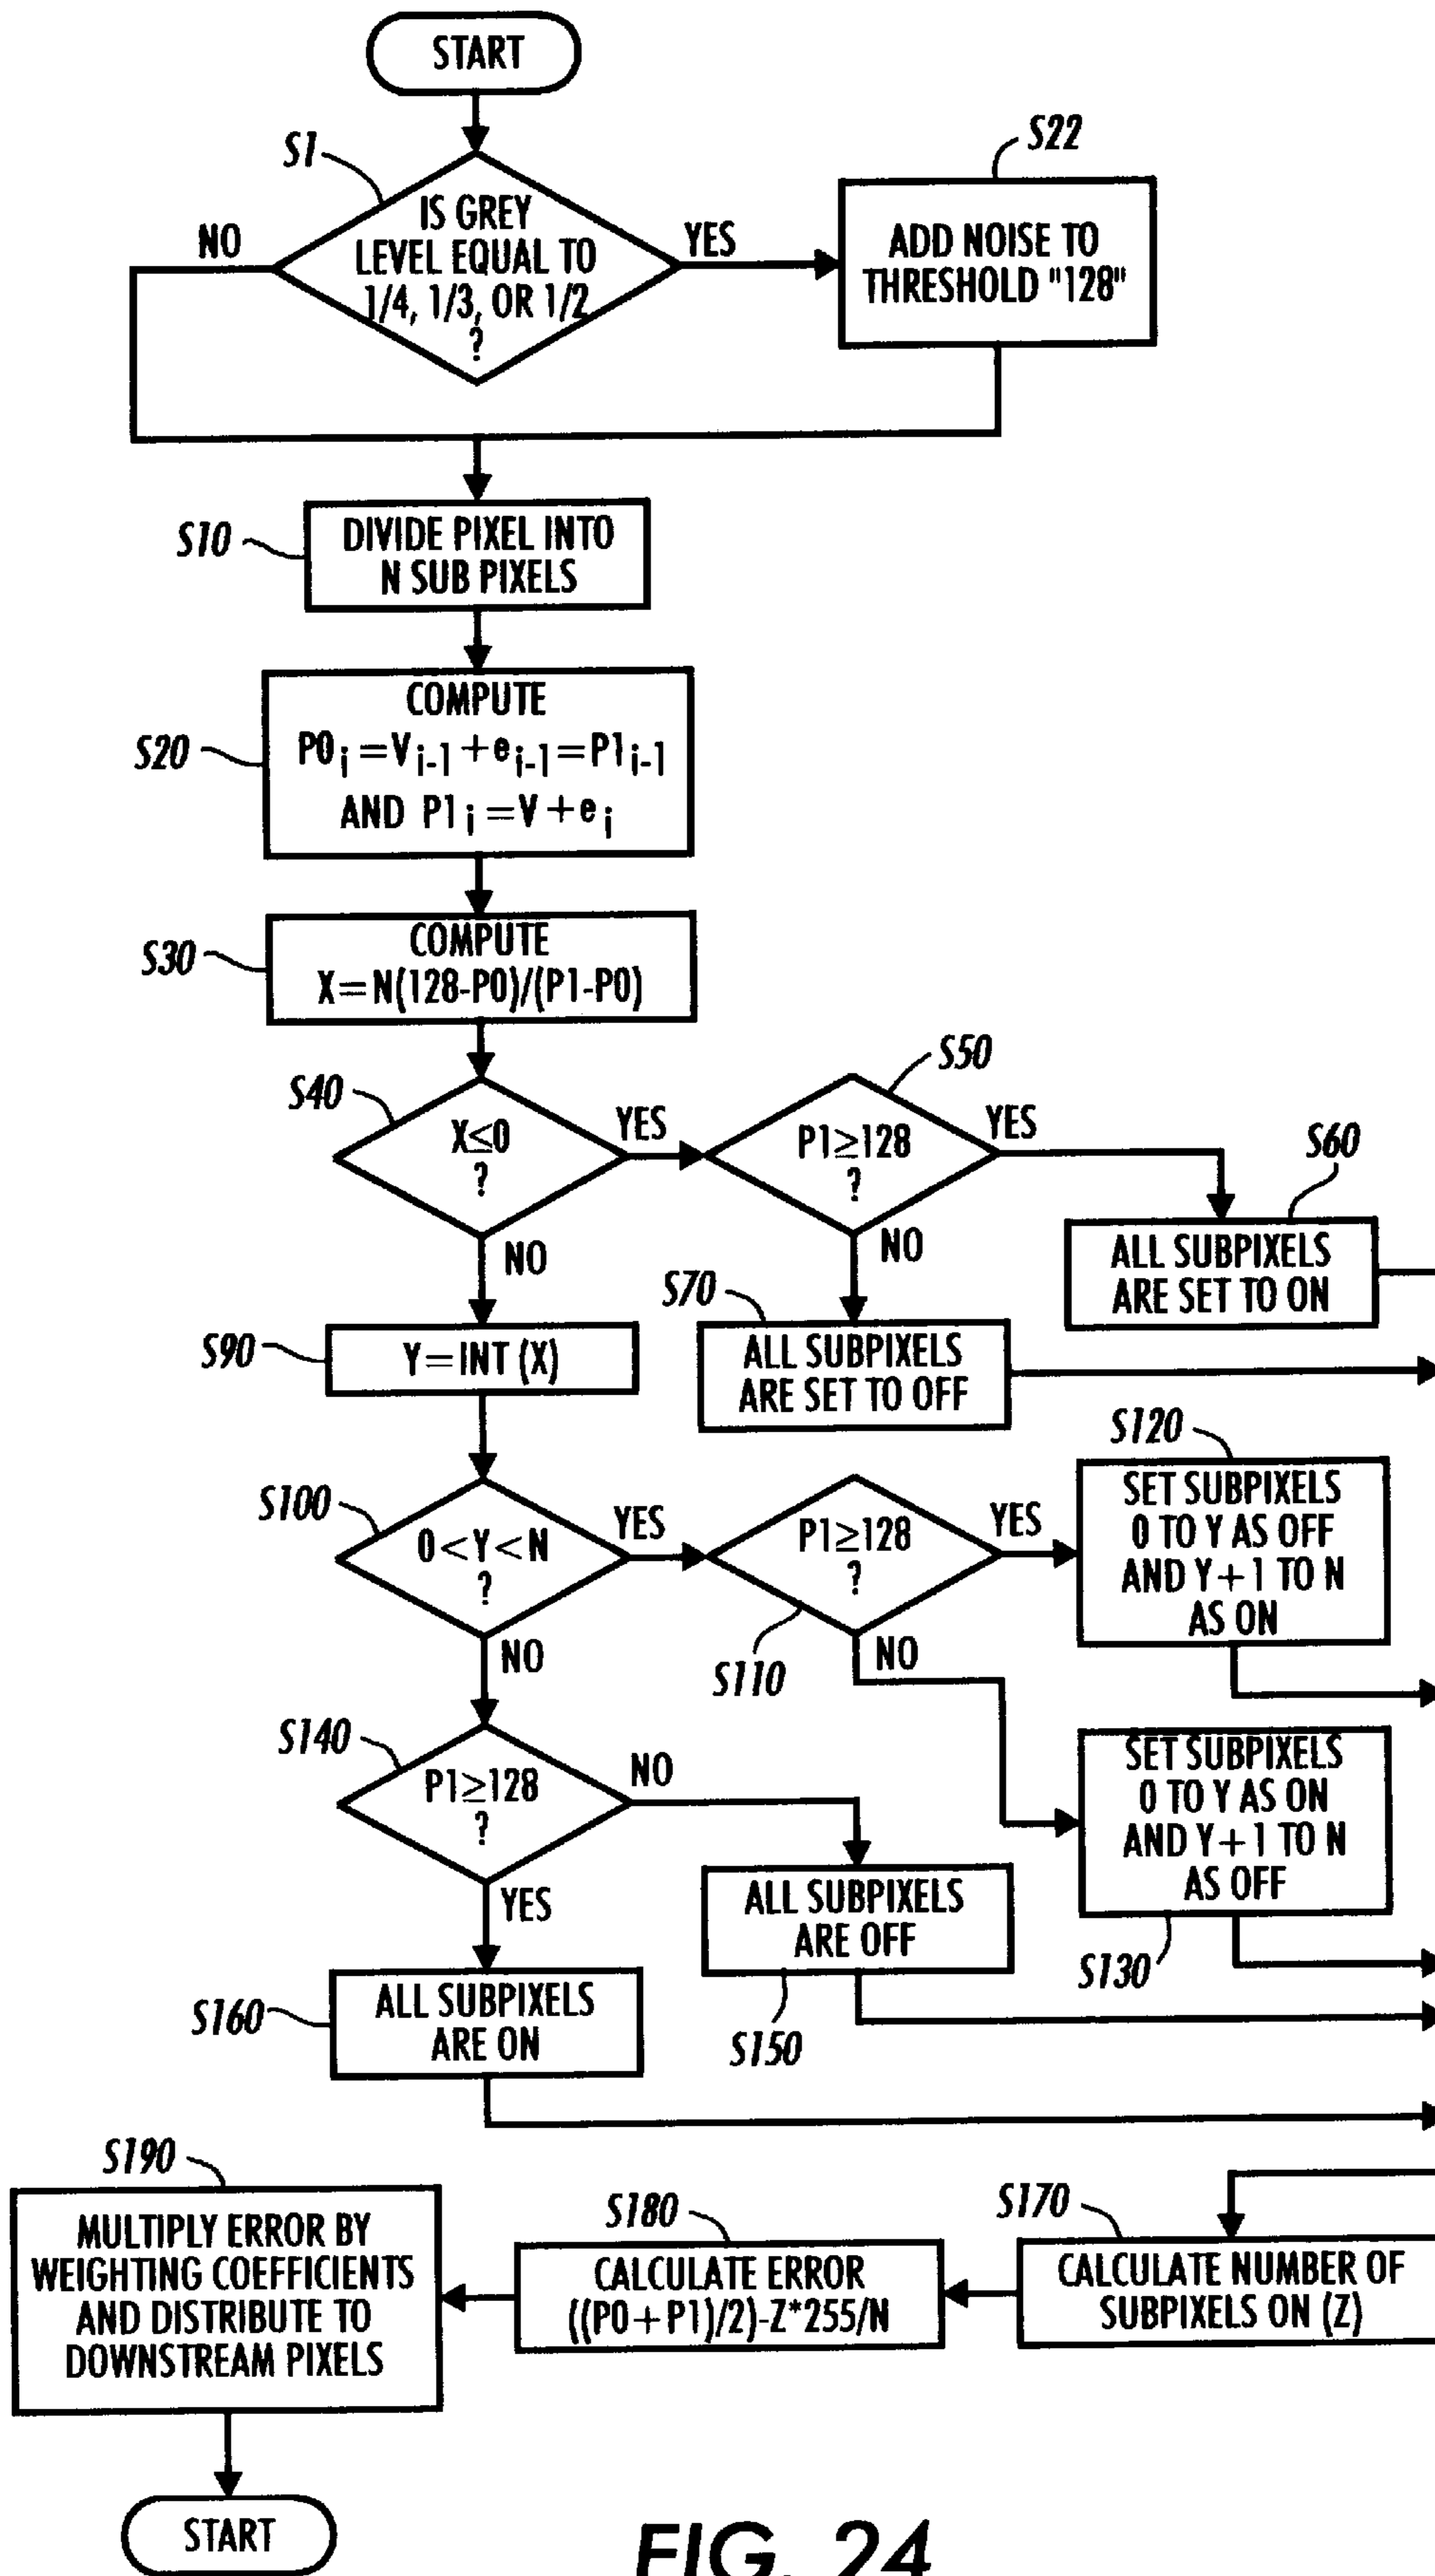 START
S1
IS GREY
LEVEL EQUAL TO
1/4, 1/3, OR 1/2
?
NO
YES
S22
ADD NOISE TO
THRESHOLD "128"
S10
DIVIDE PIXEL INTO
N SUB PIXELS
S20
COMPUTE
P0i=Vi-1+ei-1=P1i-1
AND P1i=V+ei
S30
COMPUTE
X=N(128-P0)/(P1-P0)
S40
X≤0
?
YES
NO
S50
P1≥128
?
YES
NO
S60
ALL SUBPIXELS
ARE SET TO ON
S70
ALL SUBPIXELS
ARE SET TO OFF
S90
Y=INT (X)
S100
0<Y<N
?
YES
NO
P1≥128
?
S110
YES
NO
S120
SET SUBPIXELS
0 TO Y AS OFF
AND Y+1 TO N
AS ON
SET SUBPIXELS
0 TO Y AS ON
AND Y+1 TO N
AS OFF
S130
S140
P1≥128
?
NO
YES
ALL SUBPIXELS
ARE OFF
S150
S160
ALL SUBPIXELS
ARE ON
S170
CALCULATE NUMBER OF
SUBPIXELS ON (Z)
S180
CALCULATE ERROR
((P0+P1)/2)-Z*255/N
S190
MULTIPLY ERROR BY
WEIGHTING COEFFICIENTS
AND DISTRIBUTE TO
DOWNSTREAM PIXELS
START
FIG. 24